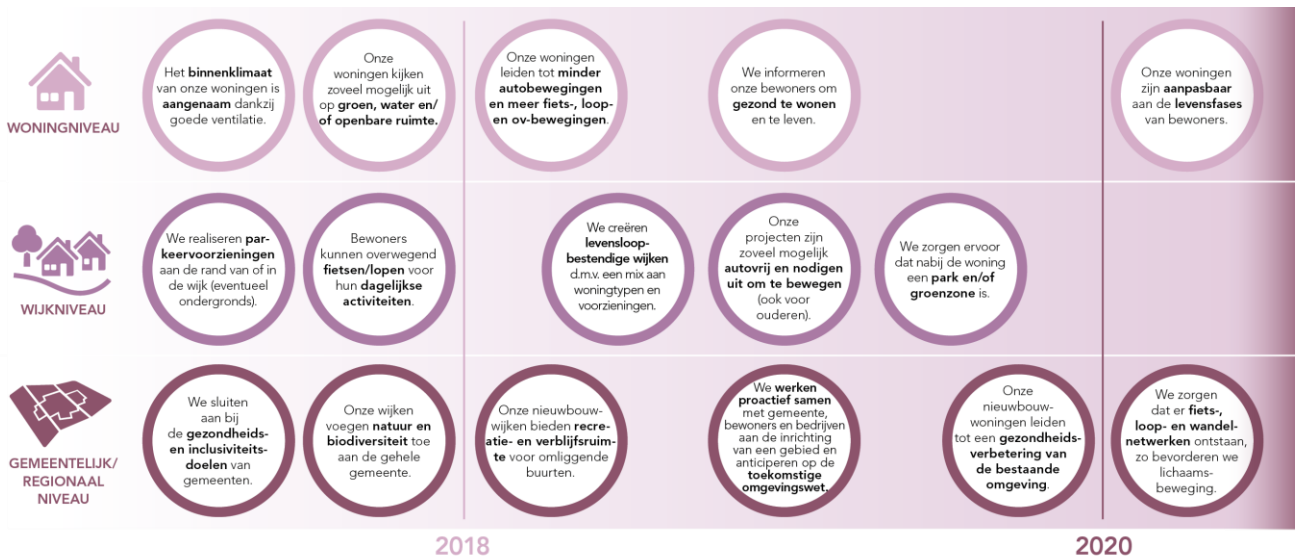 WONINGNIVEAU
Het binnenklimaat
van onze woningen is
aangenaam dankzij
goede ventilatie.
Onze
woningen kijken
zoveel mogelijk uit
op groen, water en/
of openbare ruimte.
Onze woningen
leiden tot minder
autobewegingen
en meer fiets-, loop-
en ov-bewegingen.
We informeren
onze bewoners om
gezond te wonen
en te leven.
Onze woningen
zijn aanpasbaar
aan de levensfases
van bewoners.
WIJKNIVEAU
We realiseren par-
keervoorzieningen
aan de rand van of in
de wijk (eventueel
ondergronds).
Bewoners
kunnen overwegend
fietsen/lopen voor
hun dagelijkse
activiteiten.
We creëren
levensloop-
bestendige wijken
d.m.v. een mix aan
woningtypen en
voorzieningen.
Onze
projecten zijn
zoveel mogelijk
autovrij en nodigen
uit om te bewegen
(ook voor
ouderen).
We zorgen ervoor
dat nabij de woning
een park en/of
groenzone is.
GEMEENTELIJK/
REGIONAAL
NIVEAU
We sluiten
aan bij
de gezondheids-
en inclusiviteits-
doelen van
gemeenten.
Onze wijken
voegen natuur en
biodiversiteit toe
aan de gehele
gemeente.
Onze nieuwbouw-
wijken bieden recre-
atie- en verblijfsruim-
te voor omliggende
buurten.
We werken
proactief samen
met gemeente,
bewoners en bedrijven
aan de inrichting
van een gebied en
anticiperen op de
toekomstige
omgevingswet.
Onze
nieuwbouw-
woningen leiden
tot een gezondheids-
verbetering van
de bestaande
omgeving.
We zorgen
dat er fiets-,
loop- en wandel-
netwerken ontstaan,
zo bevorderen we
lichaams-
beweging.
2018
2020